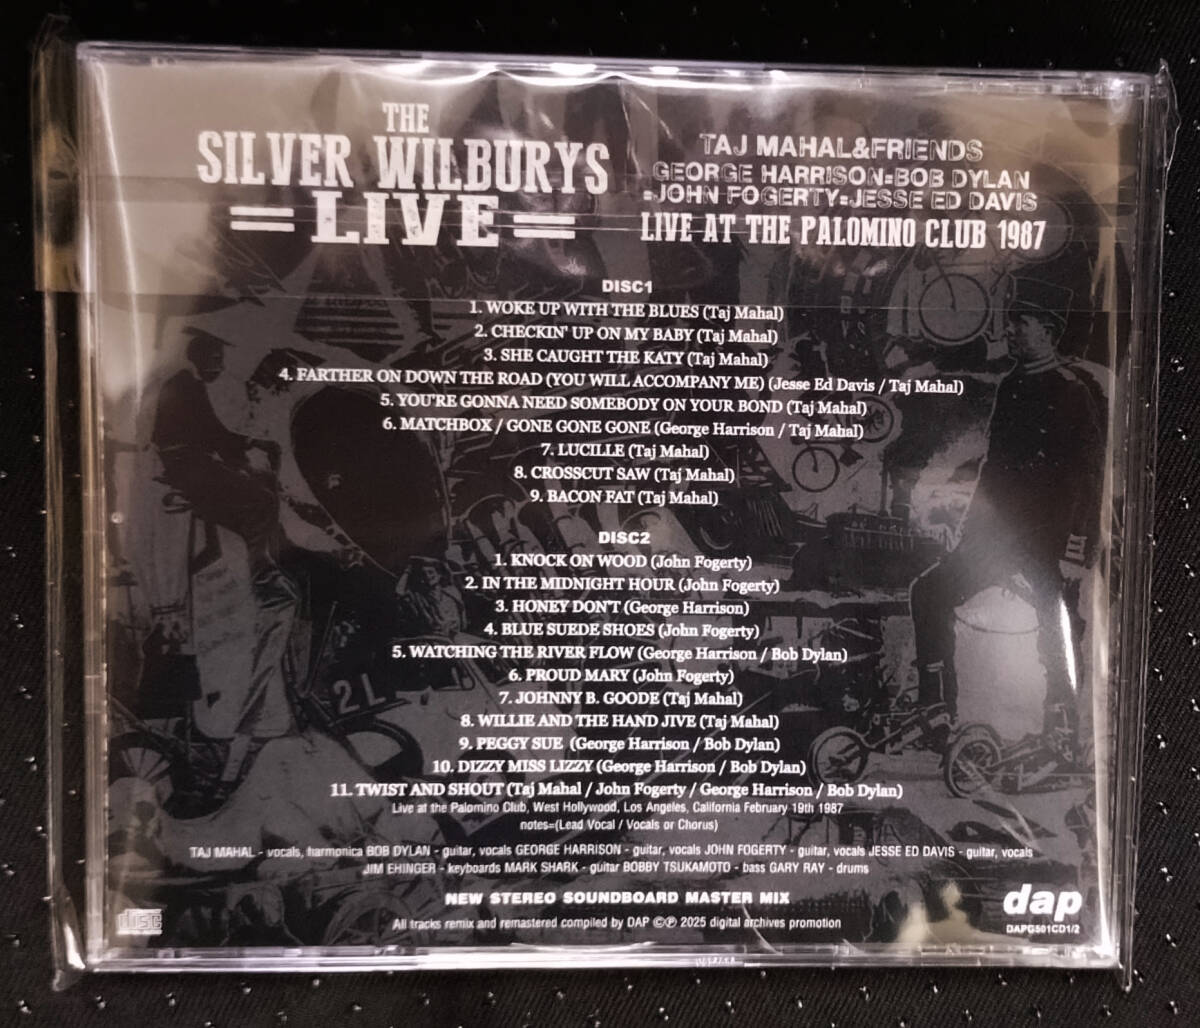 THE
SILVER WILBURYS
=LIVE=
TAJ MAHAL&FRIENDS
GEORGE HARRISON=BOB DYLAN
=JOHN FOGERTY=JESSE ED DAVIS
LIVE AT THE PALOMINO CLUB 1987
DISC1
1. WOKE UP WITH THE BLUES (Taj Mahal)
2. CHECKIN' UP ON MY BABY (Taj Mahal)
3. SHE CAUGHT THE KATY (Taj Mahal)
4. FARTHER ON DOWN THE ROAD (YOU WILL ACCOMPANY ME) (Jesse Ed Davis / Taj Mahal)
5. YOU'RE GONNA NEED SOMEBODY ON YOUR BOND (Taj Mahal)
6. MATCHBOX / GONE GONE GONE (George Harrison / Taj Mahal)
7. LUCILLE (Taj Mahal)
8. CROSSCUT SAW (Taj Mahal)
9. BACON FAT (Taj Mahal)
DISC2
1. KNOCK ON WOOD (John Fogerty)
2. IN THE MIDNIGHT HOUR (John Fogerty)
3. HONEY DON'T (George Harrison)
4. BLUE SUEDE SHOES (John Fogerty)
5. WATCHING THE RIVER FLOW (George Harrison / Bob Dylan)
6. PROUD MARY (John Fogerty)
7. JOHNNY B. GOODE (Taj Mahal)
8. WILLIE AND THE HAND JIVE (Taj Mahal)
9. PEGGY SUE (George Harrison / Bob Dylan)
10. DIZZY MISS LIZZY (George Harrison / Bob Dylan)
11. TWIST AND SHOUT (Taj Mahal / John Fogerty / George Harrison / Bob Dylan)
Live at the Palomino Club, West Hollywood, Los Angeles, California February 19th 1987
notes=(Lead Vocal / Vocals or Chorus)
TAJ MAHAL - vocals, harmonica BOB DYLAN - guitar, vocals GEORGE HARRISON - guitar, vocals JOHN FOGERTY - guitar, vocals JESSE ED DAVIS - guitar, vocals
JIM EHINGER - keyboards MARK SHARK - guitar BOBBY TSUKAMOTO - bass GARY RAY - drums
NEW STEREO SOUNDBOARD MASTER MIX
All tracks remix and remastered compiled by DAP ©℗ 2025 digital archives promotion
disc
dap
DAPG501CD1/2
2L